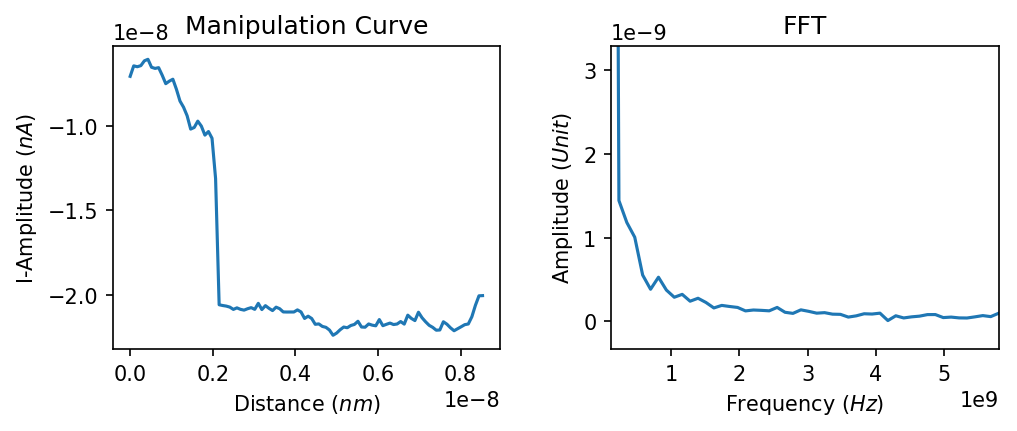 Manipulation Curve
1e−8
I-Amplitude (nA)
−1.0
−1.5
−2.0
0.0 0.2 0.4 0.6 0.8
1e−8
Distance (nm)
FFT
1e−9
Amplitude (Unit)
3
2
1
0
1 2 3 4 5
1e9
Frequency (Hz)